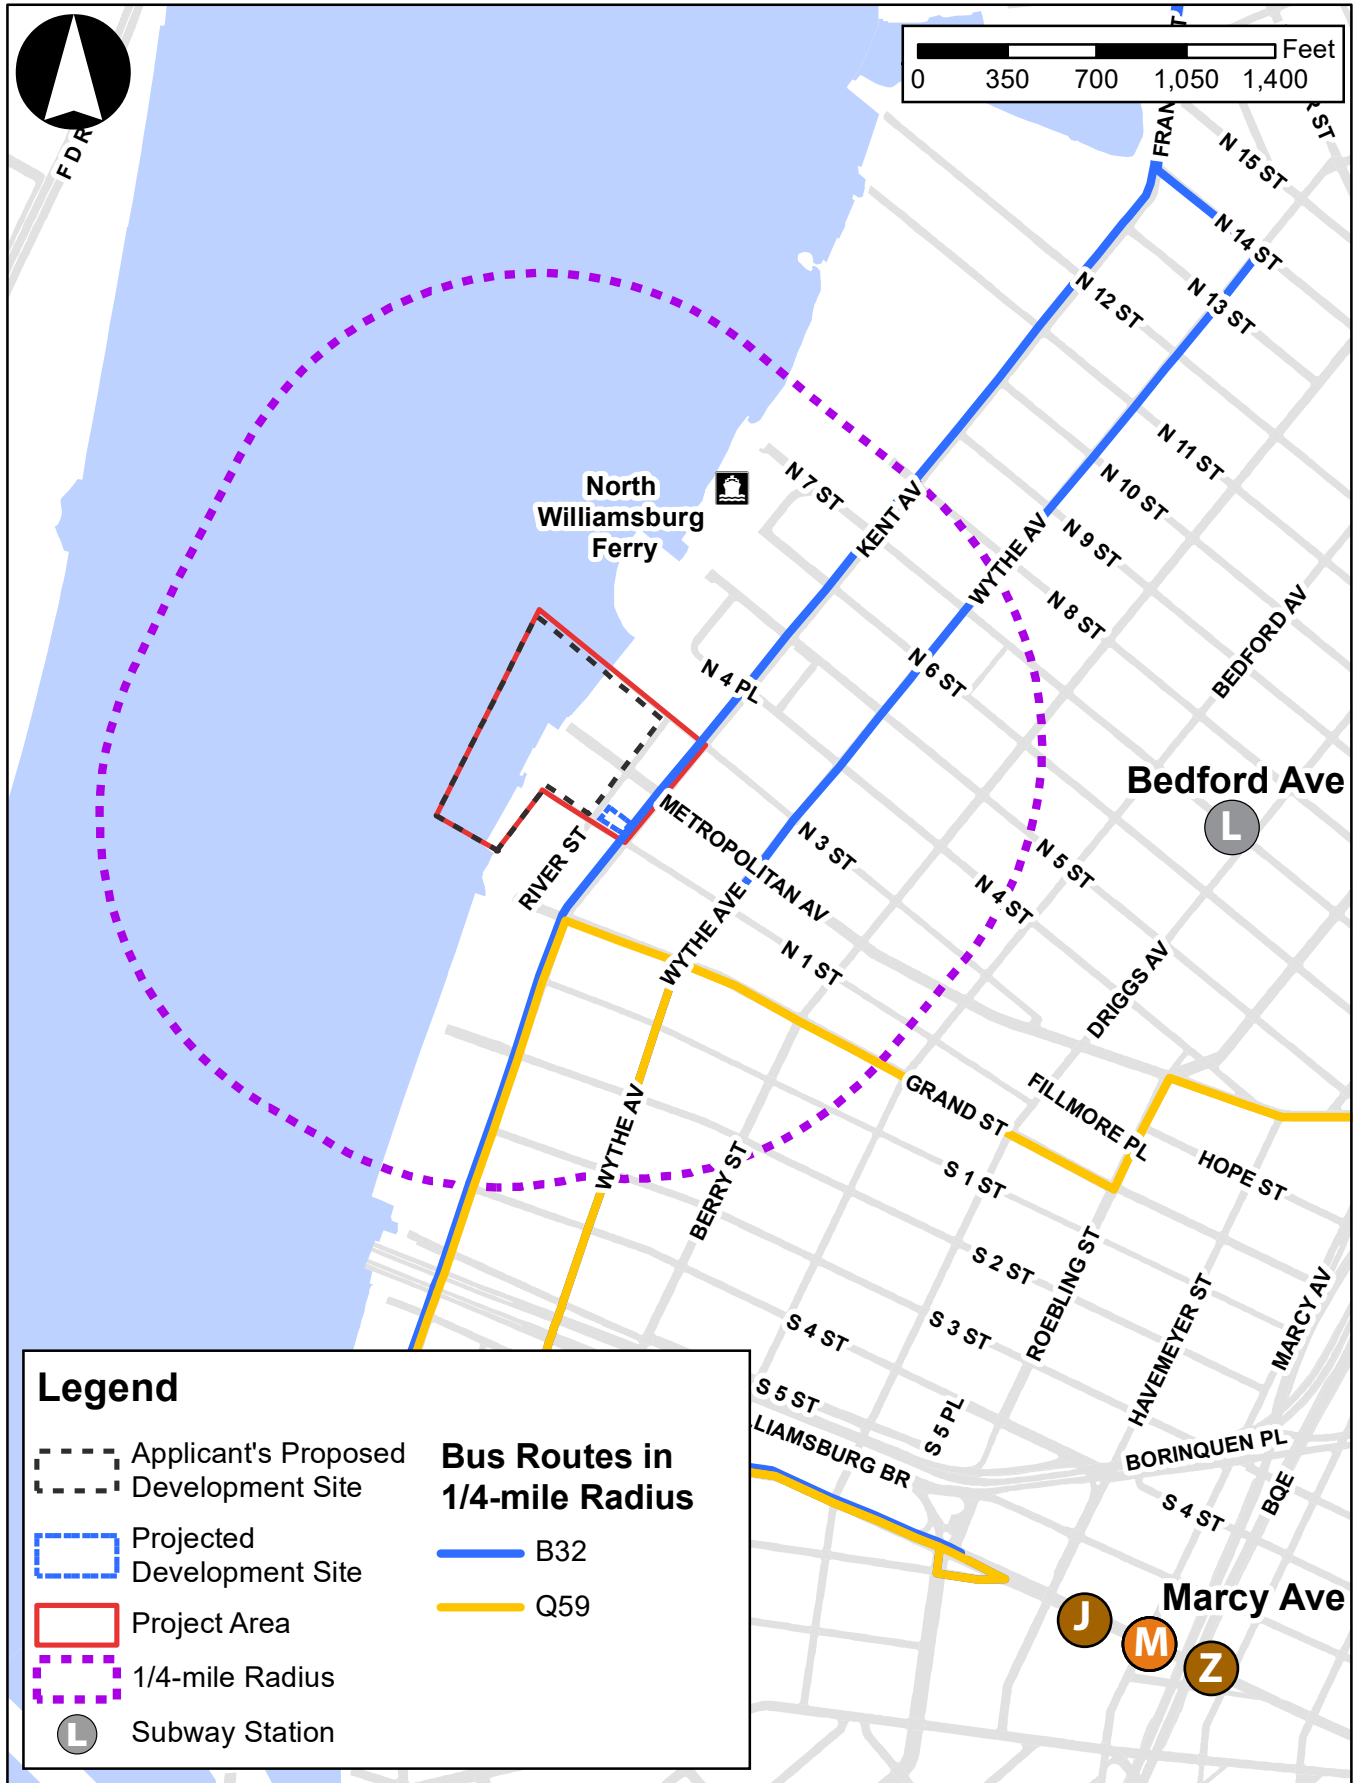 Feet
0 350 700 1,050 1,400
F D R
FRAN
T
R ST
N 15 ST
N 14 ST
N 13 ST
N 12 ST
N 11 ST
N 10 ST
N 9 ST
N 8 ST
N 7 ST
KENT AV
WYTHE AV
BEDFORD AV
North
Williamsburg
Ferry
N 6 ST
N 4 PL
Bedford Ave
L
METROPOLITAN AV
N 3 ST
N 5 ST
N 4 ST
RIVER ST
WYTHE AVE
N 1 ST
DRIGGS AV
GRAND ST
FILLMORE PL
HOPE ST
WYTHE AV
BERRY ST
S 1 ST
S 2 ST
ROEBLING ST
HAVEMEYER ST
MARCY AV
S 4 ST
S 3 ST
S 5 ST
S 5 PL
LLIAMSBURG BR
BORINQUEN PL
S 4 ST
BQE
Marcy Ave
J
M
Z
Legend
Applicant's Proposed
Development Site
Projected
Development Site
Project Area
1/4-mile Radius
L
Subway Station
Bus Routes in
1/4-mile Radius
B32
Q59